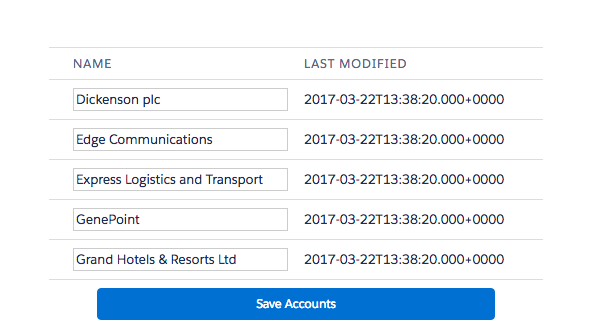 NAME LAST MODIFIED
Dickenson plc 2017-03-22T13:38:20.000+0000
Edge Communications 2017-03-22T13:38:20.000+0000
Express Logistics and Transport 2017-03-22T13:38:20.000+0000
GenePoint 2017-03-22T13:38:20.000+0000
Grand Hotels & Resorts Ltd 2017-03-22T13:38:20.000+0000
Save Accounts